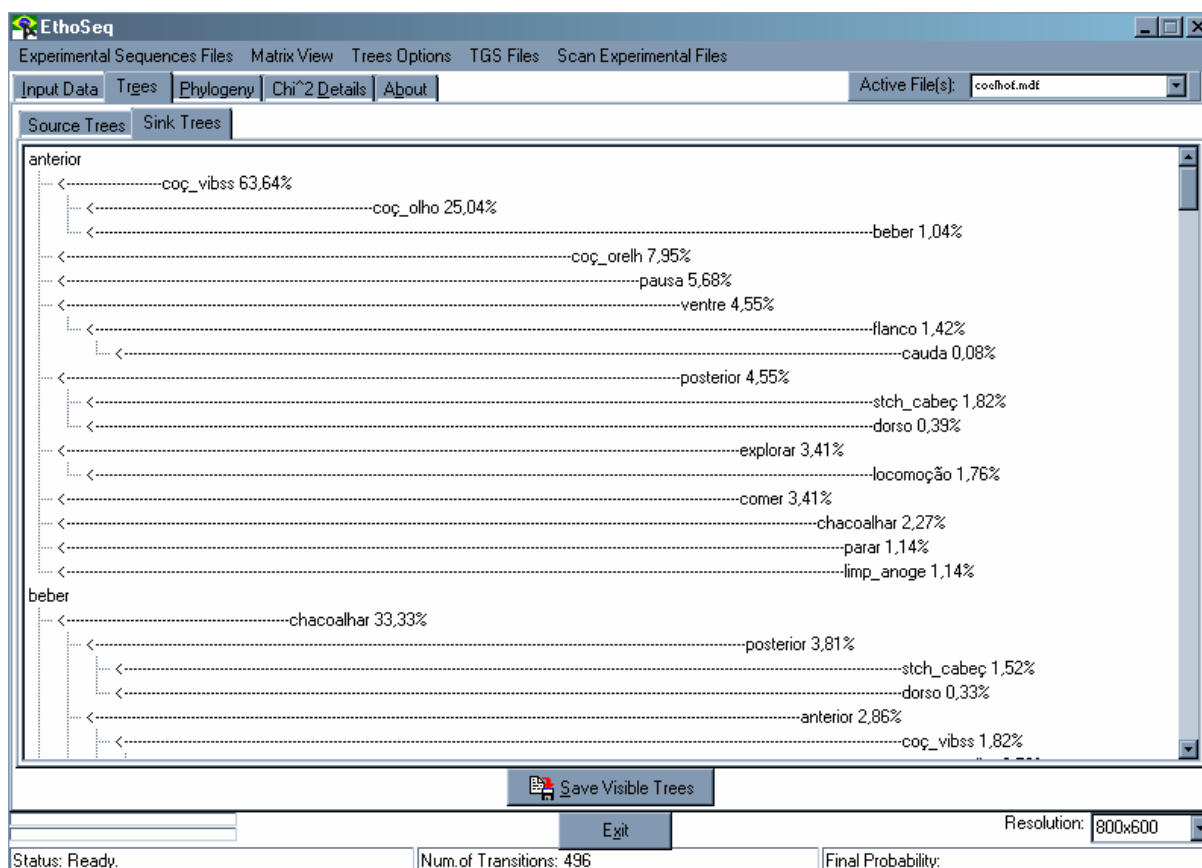 EthoSeq
Experimental Sequences Files Matrix View Trees Options TGS Files Scan Experimental Files
Input Data Trees Phylogeny Chi^2 Details About Active File(s): coelhof.mdf
Source Trees Sink Trees
anterior
<-------------------coç_vibss 63,64%
<-------------------coç_olho 25,04%
<-------------------beber 1,04%
<-------------------coç_orelh 7,95%
<-------------------pausa 5,68%
<-------------------ventre 4,55%
<-------------------flanco 1,42%
<-------------------cauda 0,08%
<-------------------posterior 4,55%
<-------------------stch_cabeç 1,82%
<-------------------dorso 0,39%
<-------------------explorar 3,41%
<-------------------locomoção 1,76%
<-------------------comer 3,41%
<-------------------chacoalhar 2,27%
<-------------------parar 1,14%
<-------------------limp_anoge 1,14%
beber
<-------------------chacoalhar 33,33%
<-------------------posterior 3,81%
<-------------------stch_cabeç 1,52%
<-------------------dorso 0,33%
<-------------------anterior 2,86%
<-------------------coç_vibss 1,82%
Save Visible Trees
Exit
Resolution: 800x600
Status: Ready. Num.of Transitions: 496 Final Probability: